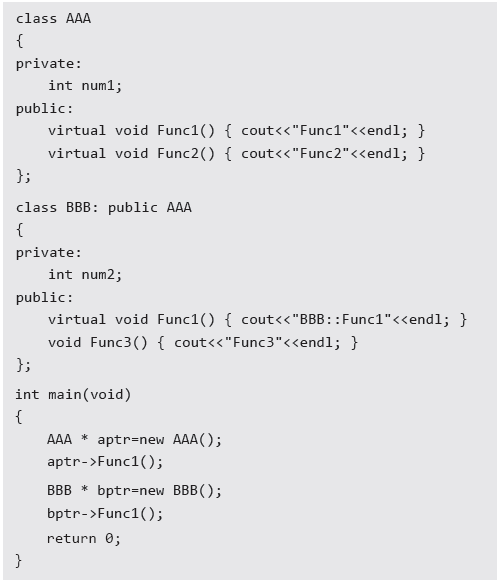 class AAA
{
private:
    int num1;
public:
    virtual void Func1() { cout<<"Func1"<<endl; }
    virtual void Func2() { cout<<"Func2"<<endl; }
};
class BBB: public AAA
{
private:
    int num2;
public:
    virtual void Func1() { cout<<"BBB::Func1"<<endl; }
    void Func3() { cout<<"Func3"<<endl; }
};
int main(void)
{
    AAA * aptr=new AAA();
    aptr->Func1();
    BBB * bptr=new BBB();
    bptr->Func1();
    return 0;
}